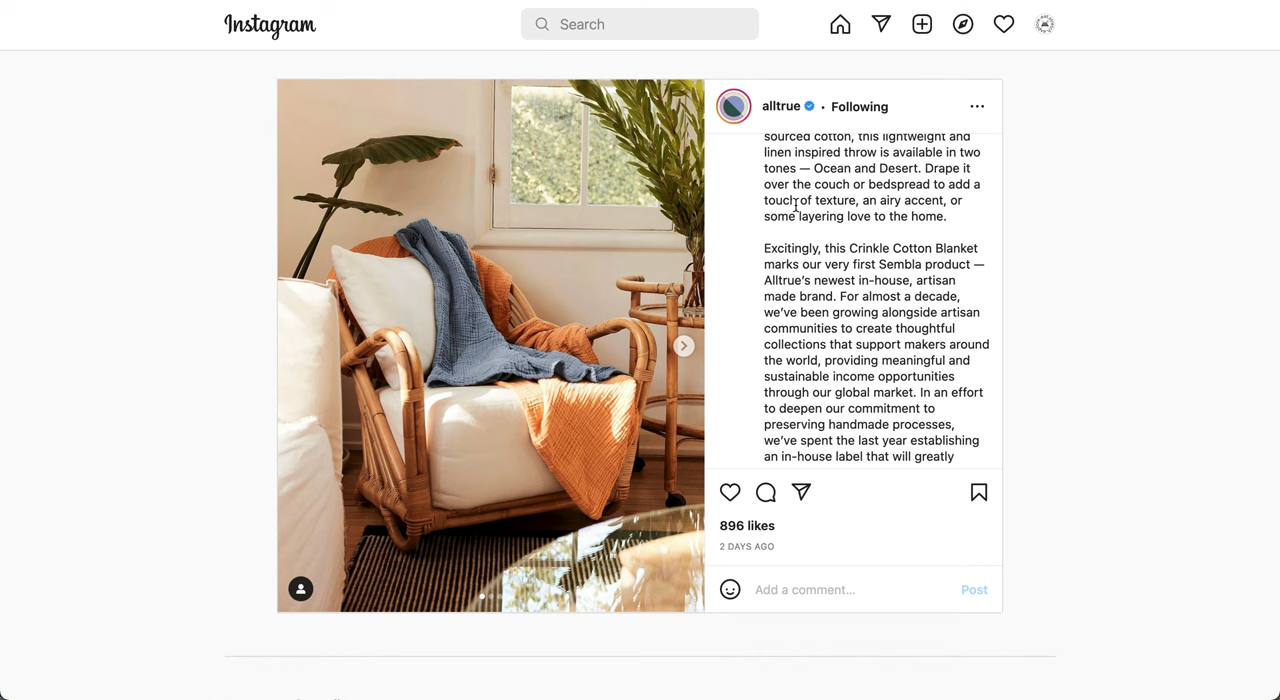 Instagram
Search
alltrue • Following
sourced cotton, this lightweight and
linen inspired throw is available in two
tones — Ocean and Desert. Drape it
over the couch or bedspread to add a
touch of texture, an airy accent, or
some layering love to the home.
Excitingly, this Crinkle Cotton Blanket
marks our very first Sembla product —
Alltrue’s newest in-house, artisan
made brand. For almost a decade,
we’ve been growing alongside artisan
communities to create thoughtful
collections that support makers around
the world, providing meaningful and
sustainable income opportunities
through our global market. In an effort
to deepen our commitment to
preserving handmade processes,
we’ve spent the last year establishing
an in-house label that will greatly
896 likes
2 DAYS AGO
Add a comment...
Post